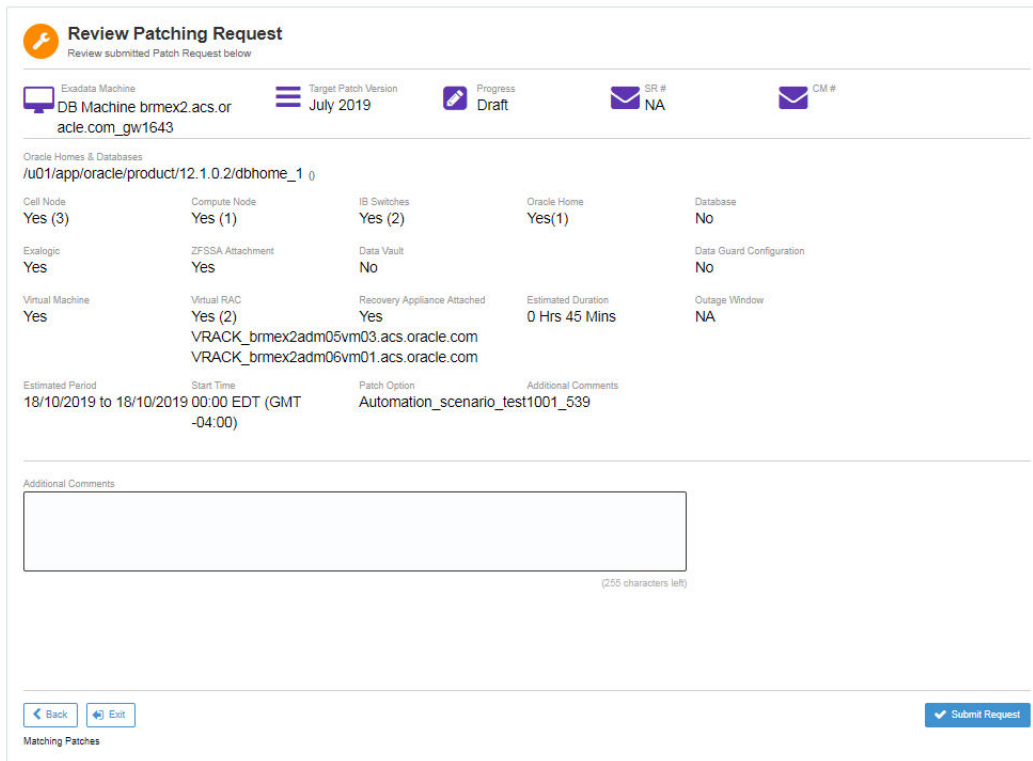 Review Patching Request
Review submitted Patch Request below
Exadata Machine
DB Machine brmex2.acs.or
acle.com_gw1643
Target Patch Version
July 2019
Progress
Draft
SR #
NA
CM #
Oracle Homes & Databases
/u01/app/oracle/product/12.1.0.2/dbhome_1 ()
Cell Node
Yes (3)
Compute Node
Yes (1)
IB Switches
Yes (2)
Oracle Home
Yes(1)
Database
No
Exalogic
Yes
ZFSSA Attachment
Yes
Data Vault
No
Data Guard Configuration
No
Virtual Machine
Yes
Virtual RAC
Yes (2)
VRACK_brmex2adm05vm03.acs.oracle.com
VRACK_brmex2adm06vm01.acs.oracle.com
Recovery Appliance Attached
Yes
Estimated Duration
0 Hrs 45 Mins
Outage Window
NA
Estimated Period
18/10/2019 to 18/10/2019
Start Time
00:00 EDT (GMT
-04:00)
Patch Option
Automation_scenario_test1001_539
Additional Comments
Additional Comments
(255 characters left)
Back
Exit
Submit Request
Matching Patches